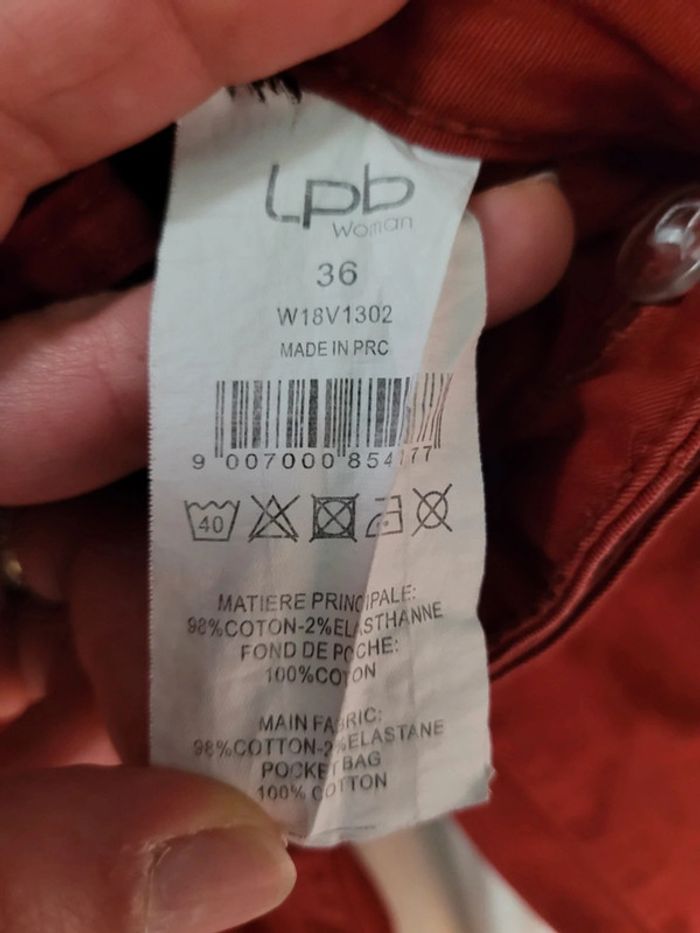 Lpb
Woman
36
W18V1302
MADE IN PRC
9 007000 854177
40
MATIERE PRINCIPALE:
98%COTON-2%ELASTHANNE
FOND DE POCHE:
100%COTON
MAIN FABRIC:
98%COTTON-2%ELASTANE
POCKET BAG
100% COTTON